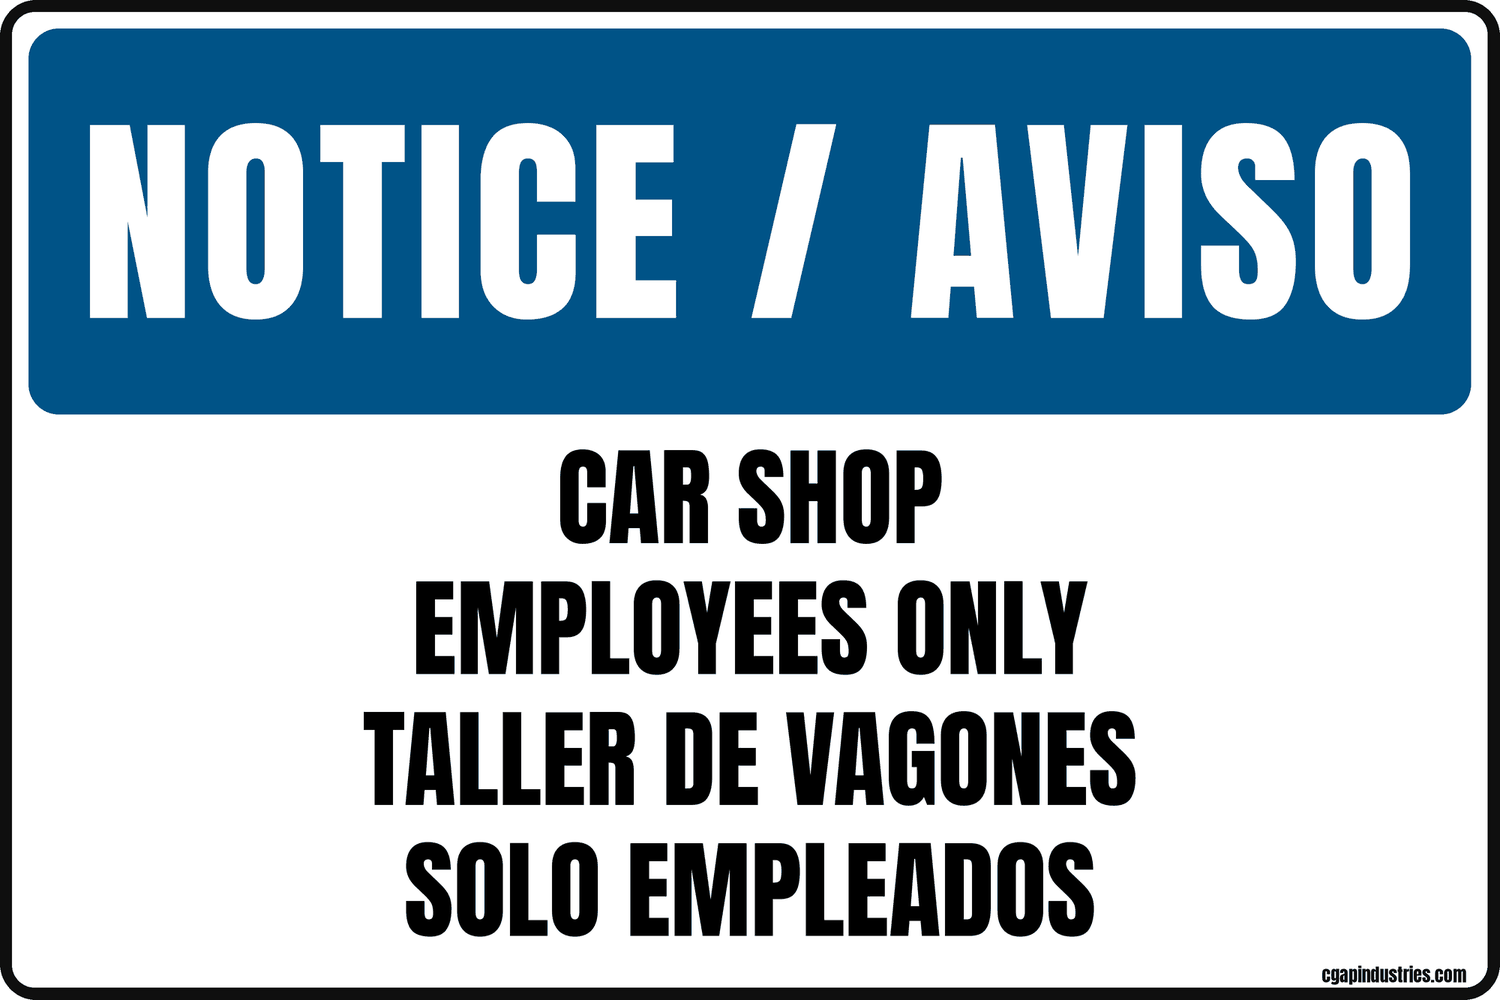 NOTICE / AVISO
CAR SHOP
EMPLOYEES ONLY
TALLER DE VAGONES
SOLO EMPLEADOS
cgapindustries.com